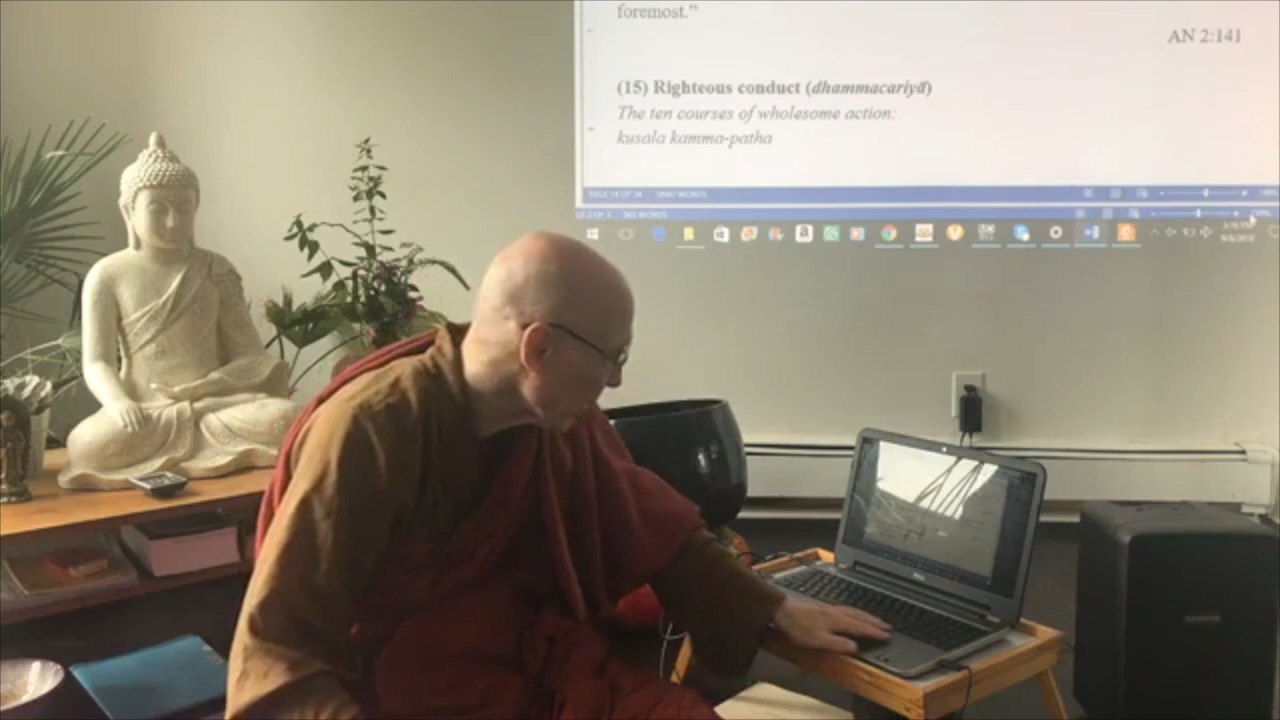 foremost.”
AN 2:141
(15) Righteous conduct (dhammacariyā)
The ten courses of wholesome action:
kusala kamma-patha